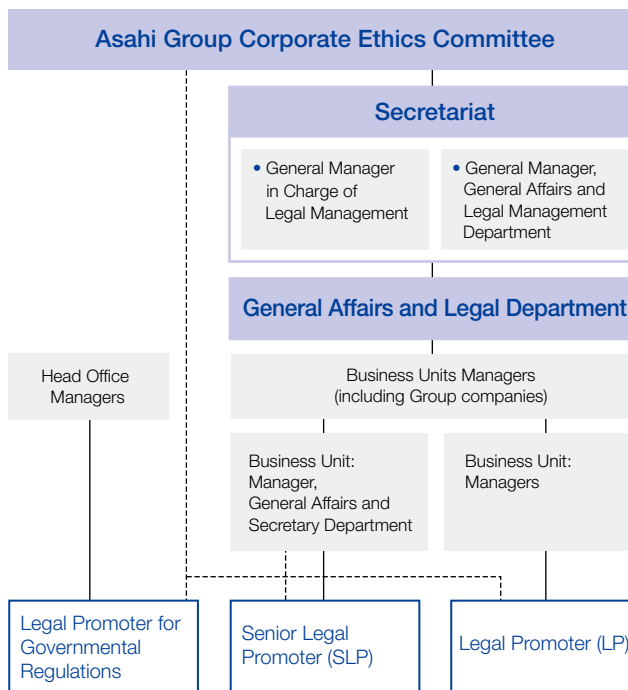 Asahi Group Corporate Ethics Committee
Secretariat
• General Manager
in Charge of
Legal Management
• General Manager,
General Affairs and
Legal Management
Department
General Affairs and Legal Department
Head Office
Managers
Business Units Managers
(including Group companies)
Business Unit:
Manager,
General Affairs and
Secretary Department
Business Unit:
Managers
Legal Promoter for
Governmental
Regulations
Senior Legal
Promoter (SLP)
Legal Promoter (LP)